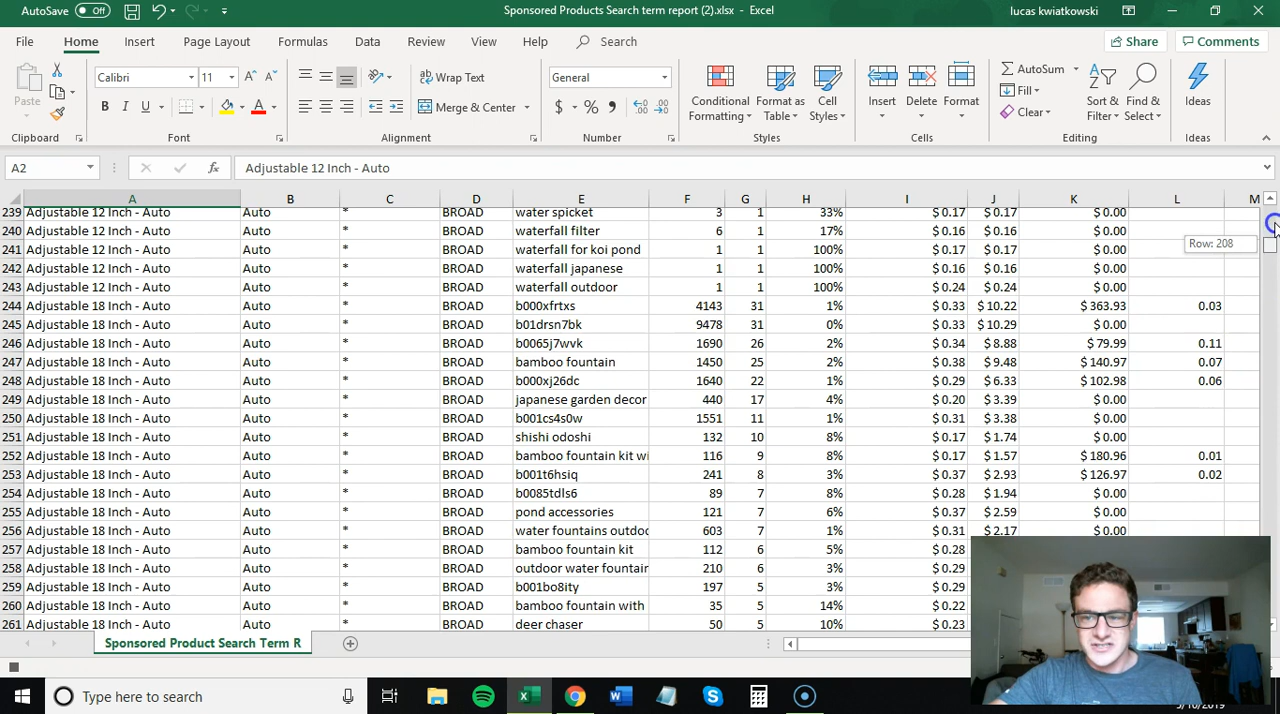 AutoSave Off Sponsored Products Search term report (2).xlsx - Excel lucas kwiatkowski
File Home Insert Page Layout Formulas Data Review View Help Search Share Comments
Paste Calibri 11 Wrap Text General Conditional Formatting Format as Table Cell Styles Insert Delete Format AutoSum Fill Clear Sort & Filter Find & Select Ideas
B I U A Merge & Center $ % 9
Clipboard Font Alignment Number Styles Cells Editing Ideas
A2 fx Adjustable 12 Inch - Auto
A B C D E F G H I J K L M
239 Adjustable 12 Inch - Auto Auto * BROAD water spicket 3 1 33% $ 0.17 $ 0.17 $ 0.00
240 Adjustable 12 Inch - Auto Auto * BROAD waterfall filter 6 1 17% $ 0.16 $ 0.16 $ 0.00
241 Adjustable 12 Inch - Auto Auto * BROAD waterfall for koi pond 1 1 100% $ 0.17 $ 0.17 $ 0.00
242 Adjustable 12 Inch - Auto Auto * BROAD waterfall japanese 1 1 100% $ 0.16 $ 0.16 $ 0.00
243 Adjustable 12 Inch - Auto Auto * BROAD waterfall outdoor 1 1 100% $ 0.24 $ 0.24 $ 0.00
244 Adjustable 18 Inch - Auto Auto * BROAD b000xfrtxs 4143 31 1% $ 0.33 $ 10.22 $ 363.93 0.03
245 Adjustable 18 Inch - Auto Auto * BROAD b01drsn7bk 9478 31 0% $ 0.33 $ 10.29 $ 0.00
246 Adjustable 18 Inch - Auto Auto * BROAD b0065j7wvk 1690 26 2% $ 0.34 $ 8.88 $ 79.99 0.11
247 Adjustable 18 Inch - Auto Auto * BROAD bamboo fountain 1450 25 2% $ 0.38 $ 9.48 $ 140.97 0.07
248 Adjustable 18 Inch - Auto Auto * BROAD b000xj26dc 1640 22 1% $ 0.29 $ 6.33 $ 102.98 0.06
249 Adjustable 18 Inch - Auto Auto * BROAD japanese garden decor 440 17 4% $ 0.20 $ 3.39 $ 0.00
250 Adjustable 18 Inch - Auto Auto * BROAD b001cs4s0w 1551 11 1% $ 0.31 $ 3.38 $ 0.00
251 Adjustable 18 Inch - Auto Auto * BROAD shishi odoshi 132 10 8% $ 0.17 $ 1.74 $ 0.00
252 Adjustable 18 Inch - Auto Auto * BROAD bamboo fountain kit wi 116 9 8% $ 0.17 $ 1.57 $ 180.96 0.01
253 Adjustable 18 Inch - Auto Auto * BROAD b001t6hsiq 241 8 3% $ 0.37 $ 2.93 $ 126.97 0.02
254 Adjustable 18 Inch - Auto Auto * BROAD b0085tdls6 89 7 8% $ 0.28 $ 1.94 $ 0.00
255 Adjustable 18 Inch - Auto Auto * BROAD pond accessories 121 7 6% $ 0.37 $ 2.59 $ 0.00
256 Adjustable 18 Inch - Auto Auto * BROAD water fountains outdoo 603 7 1% $ 0.31 $ 2.17 $ 0.00
257 Adjustable 18 Inch - Auto Auto * BROAD bamboo fountain kit 112 6 5% $ 0.28
258 Adjustable 18 Inch - Auto Auto * BROAD outdoor water fountain 210 6 3% $ 0.29
259 Adjustable 18 Inch - Auto Auto * BROAD b001bo8ity 197 5 3% $ 0.29
260 Adjustable 18 Inch - Auto Auto * BROAD bamboo fountain with 35 5 14% $ 0.22
261 Adjustable 18 Inch - Auto Auto * BROAD deer chaser 50 5 10% $ 0.23
Row: 208
Sponsored Product Search Term R
Type here to search